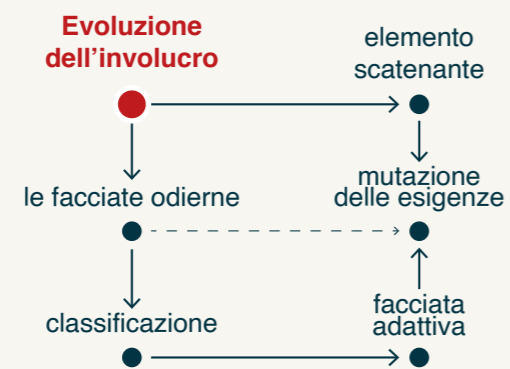 Evoluzione
dell'involucro
elemento
scatenante
le facciate odierne
mutazione
delle esigenze
classificazione
facciata
adattiva